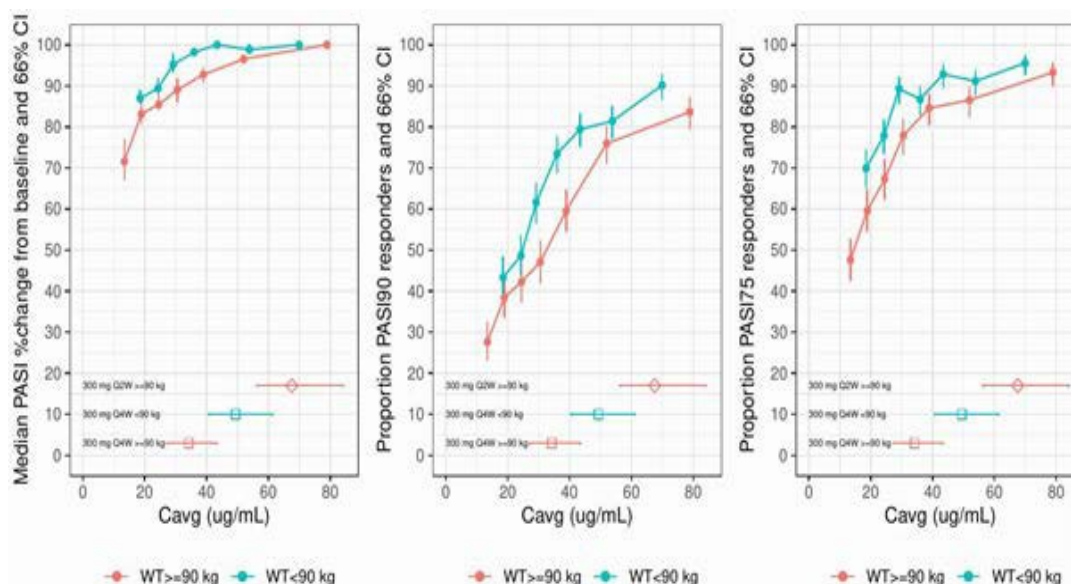 Median PASI %change from baseline and 66% CI
100
90
80
70
60
50
40
30
20
10
0
300 mg Q2W >=90 kg
300 mg Q4W <90 kg
300 mg Q4W >=90 kg
0 20 40 60 80
Cavg (ug/mL)
WT>=90 kg WT<90 kg
Proportion PASI90 responders and 66% CI
100
90
80
70
60
50
40
30
20
10
0
300 mg Q2W >=90 kg
300 mg Q4W <90 kg
300 mg Q4W >=90 kg
0 20 40 60 80
Cavg (ug/mL)
WT>=90 kg WT<90 kg
Proportion PASI75 responders and 66% CI
100
90
80
70
60
50
40
30
20
10
0
300 mg Q2W >=90 kg
300 mg Q4W <90 kg
300 mg Q4W >=90 kg
0 20 40 60 80
Cavg (ug/mL)
WT>=90 kg WT<90 kg